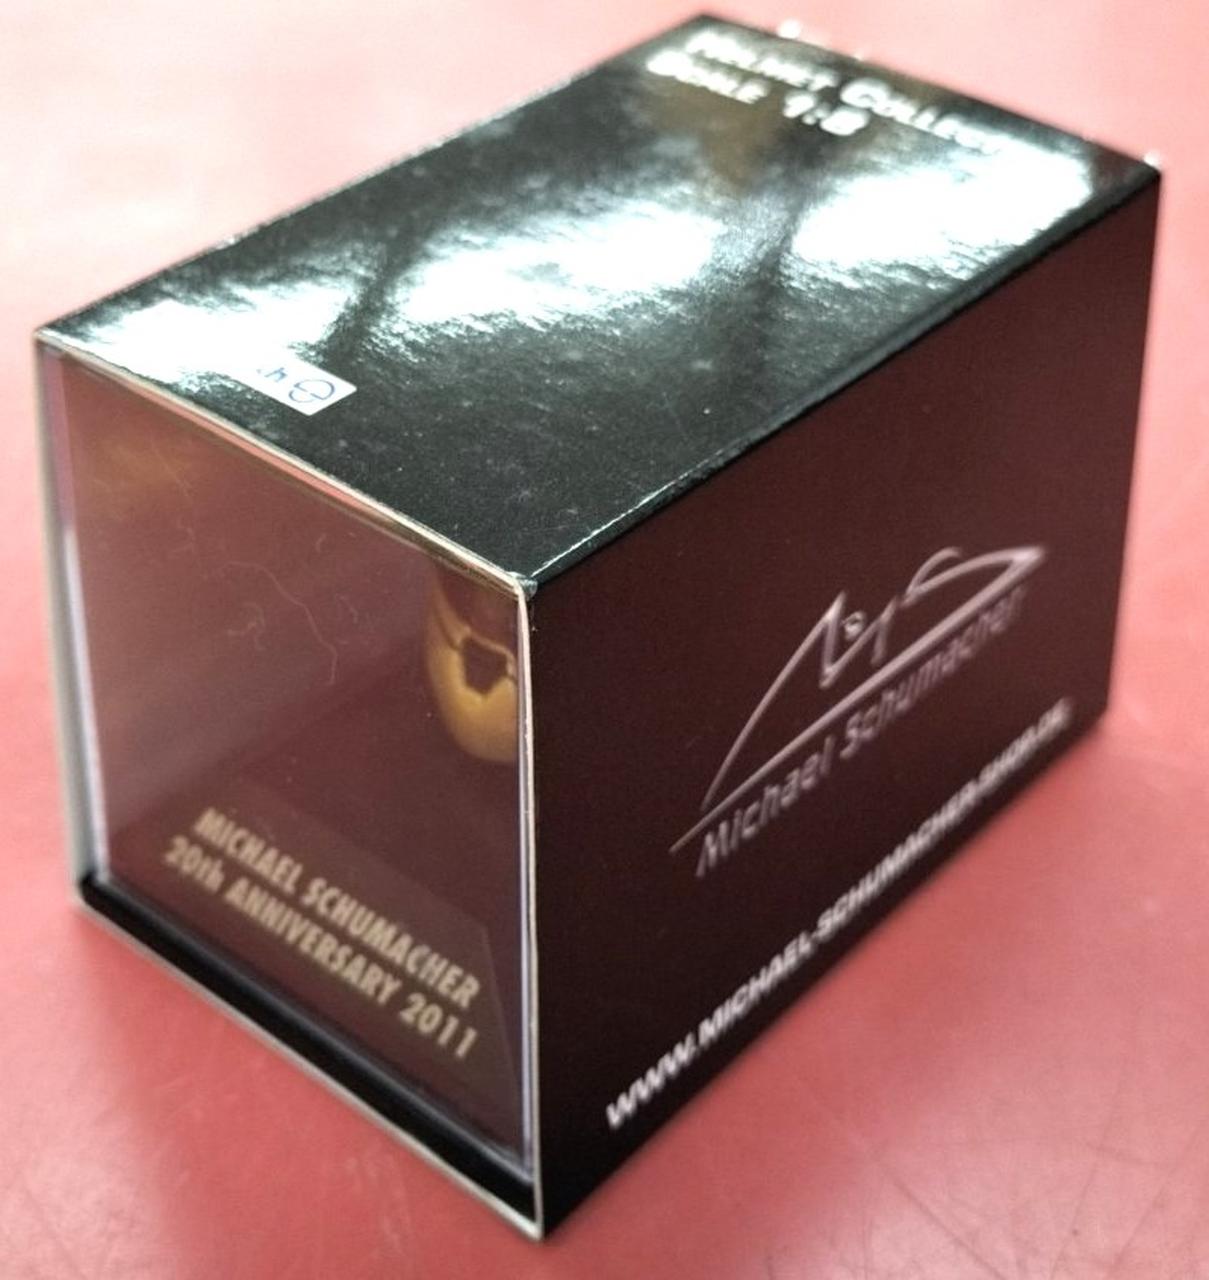 HELMET COLLECT
SCALE 1:8
Michael Schumacher
WWW.MICHAEL-SCHUMACHER-SHOP.DE
MICHAEL SCHUMACHER
20th ANNIVERSARY 2011